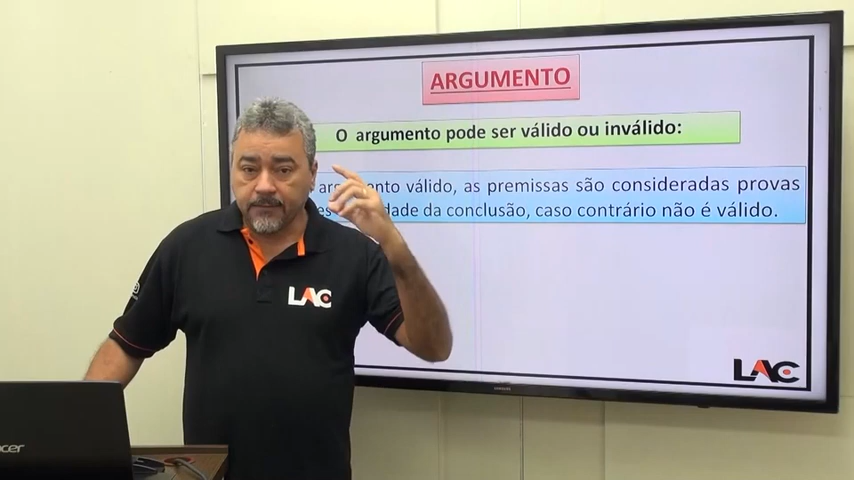 ARGUMENTO
O argumento pode ser válido ou inválido:
argumento válido, as premissas são consideradas provas
dade da conclusão, caso contrário não é válido.
LAC
LAC
acer